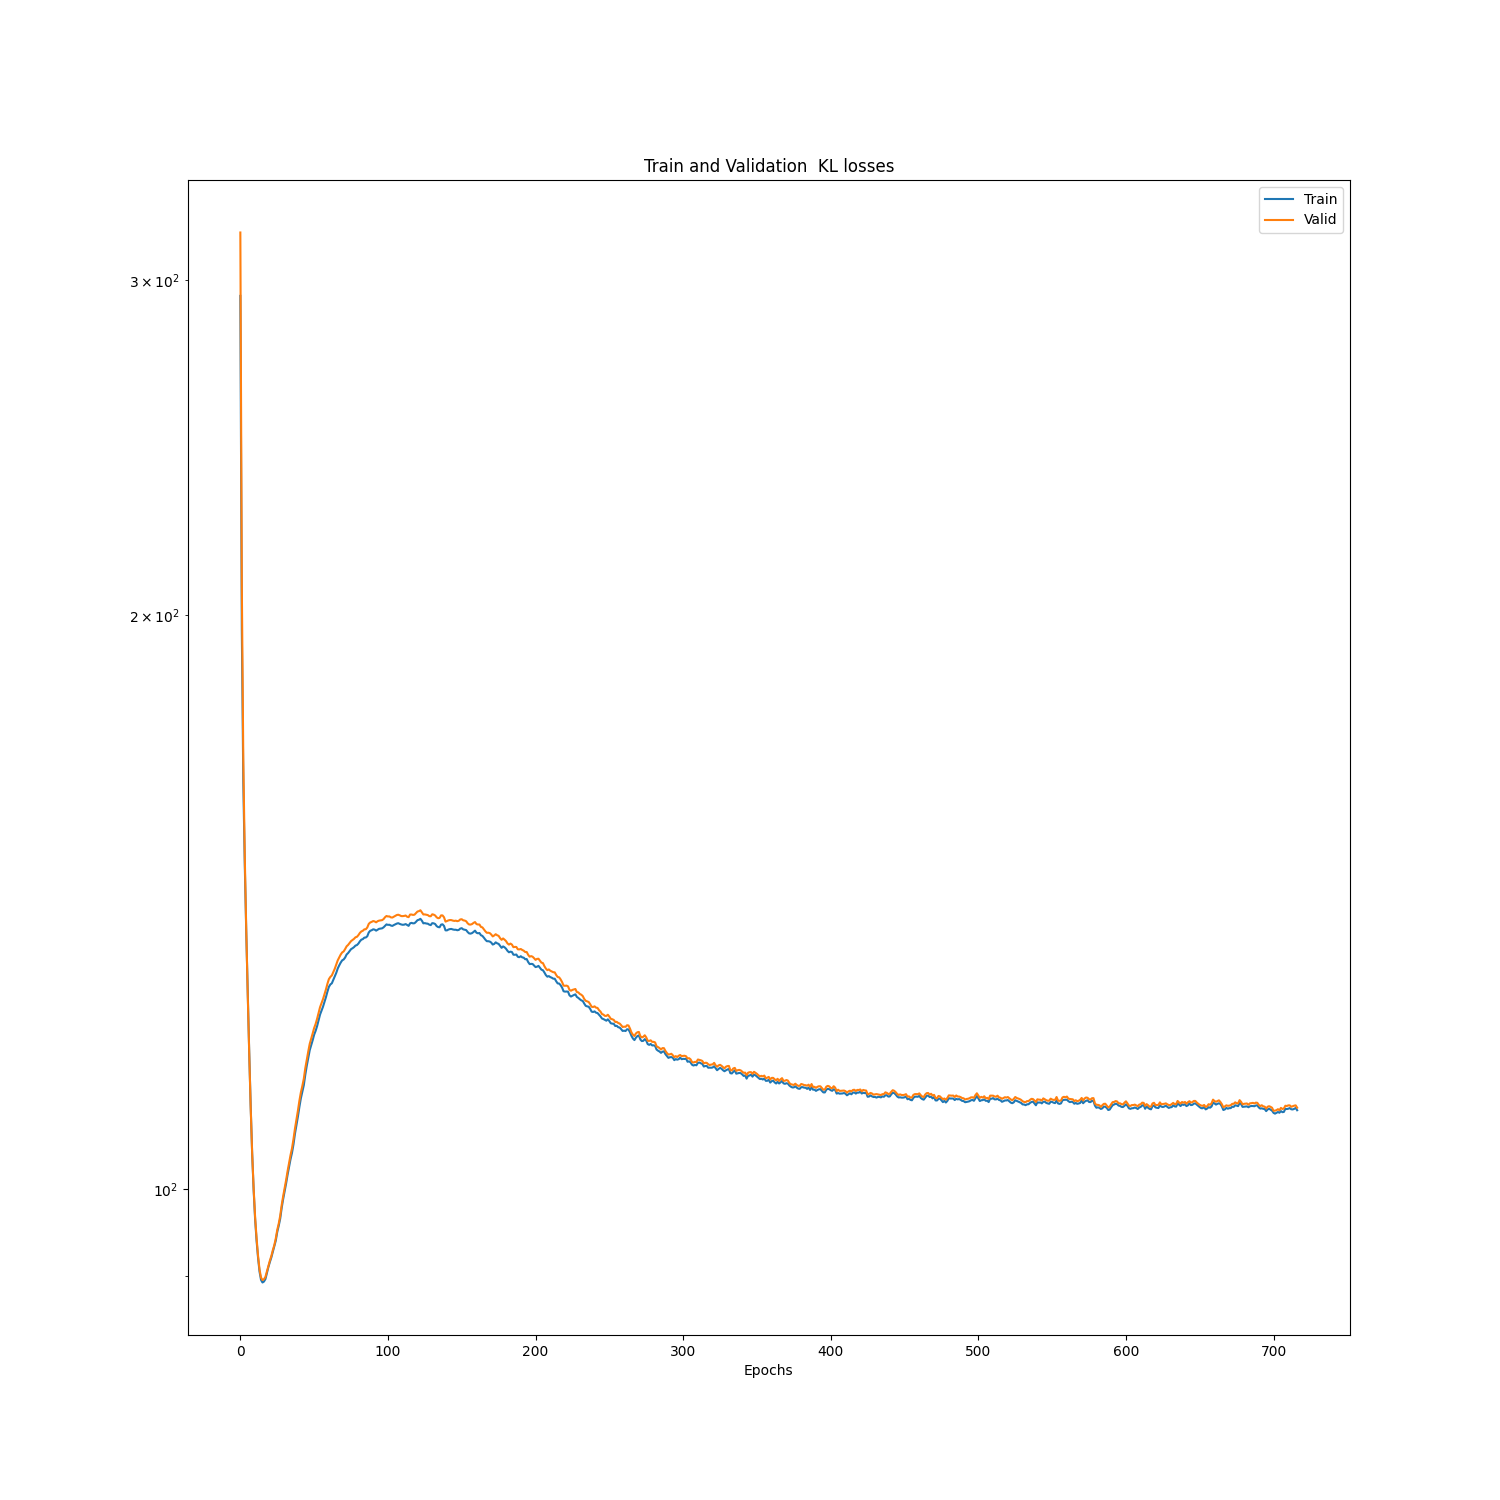 Train and Validation  KL losses
Train
Valid
3 × 10²
2 × 10²
10²
0 100 200 300 400 500 600 700
Epochs